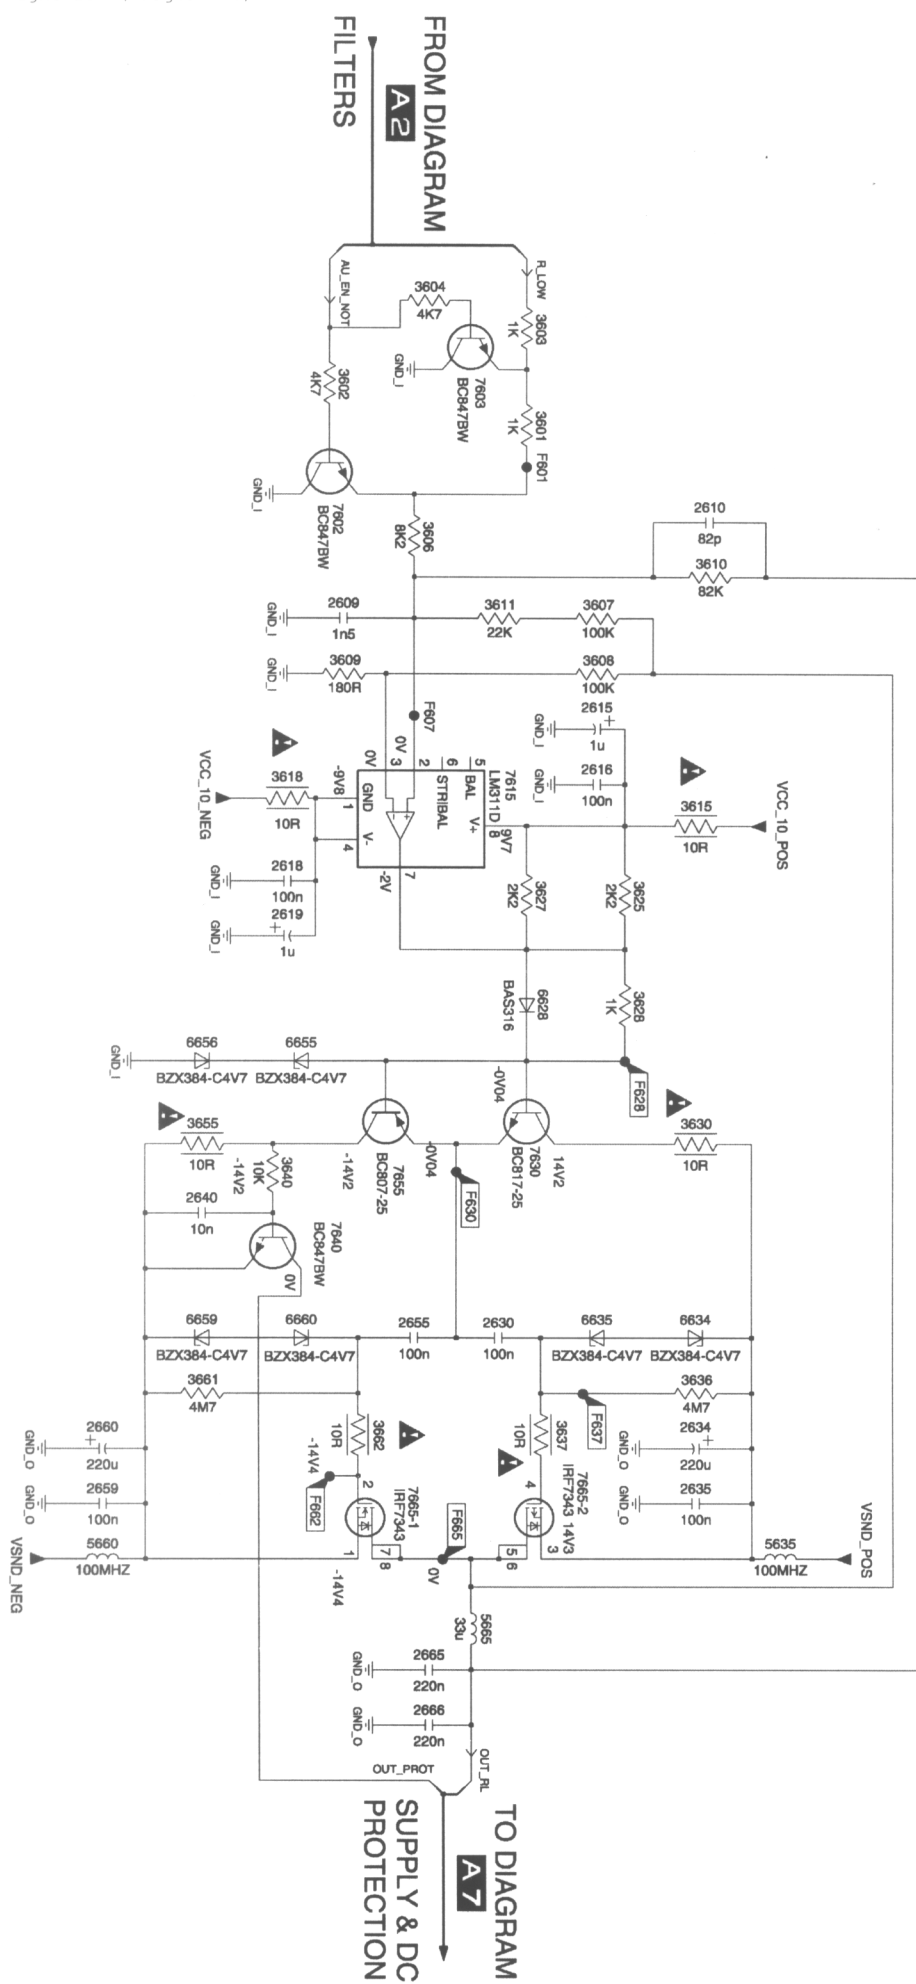 FROM DIAGRAM
A2
FILTERS
R_LOW
AU_EN_NOT
3604
4K7
3603
1K
GND_I
7603
BC847BW
3602
4K7
3601
1K
F601
GND_I
7602
BC847BW
3606
8K2
2610
82p
3610
82K
GND_I
2609
1n5
3611
22K
3607
100K
GND_I
3609
180R
3608
100K
F607
GND_I
2615
+
1u
GND_I
2616
100n
VCC_10_NEG
3618
10R
-9V8
0V
0V
3
2
6
5
1
GND
STRIBAL
BAL
7615
LM311D
V+
8
9V7
V-
4
-2V
7
3615
10R
VCC_10_POS
GND_I
2618
100n
GND_I
2619
+
1u
3627
2K2
3625
2K2
6628
BAS316
3628
1K
GND_I
6656
BZX384-C4V7
6655
BZX384-C4V7
-0V04
F628
3655
10R
-14V2
3640
10K
-14V2
7655
BC807-25
-0V04
F630
7630
BC817-25
14V2
3630
10R
2640
10n
7640
BC847BW
0V
6659
BZX384-C4V7
6660
BZX384-C4V7
2655
100n
2630
100n
6635
BZX384-C4V7
6634
BZX384-C4V7
3661
4M7
3636
4M7
F637
3662
10R
3637
10R
GND_O
2660
+
220u
GND_O
2634
+
220u
GND_O
2659
100n
GND_O
2635
100n
-14V4
F662
2
7665-1
IRF7343
4
7665-2
IRF7343
14V3
1
7
8
-14V4
F665
0V
5
6
3
VSND_NEG
5660
100MHZ
5635
100MHZ
VSND_POS
5665
33u
GND_O
2665
220n
GND_O
2666
220n
OUT_PROT
OUT_RL
TO DIAGRAM
A7
SUPPLY & DC
PROTECTION